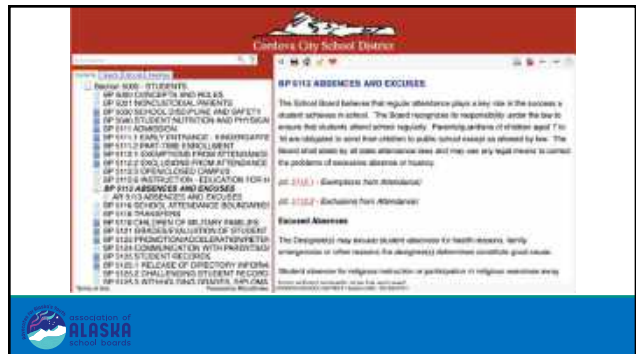 Cordova City School District
Section 5000 - STUDENTS
BP 5000 CONCEPTS AND ROLES
BP 5021 NONCUSTODIAL PARENTS
BP 5030 SCHOOL DISCIPLINE AND SAFETY
BP 5040 STUDENT NUTRITION AND PHYSICAL
BP 5111 ADMISSION
BP 5111.1 EARLY ENTRANCE - KINDERGARTE
BP 5111.2 PART-TIME ENROLLMENT
BP 5112.1 EXEMPTIONS FROM ATTENDANCE
BP 5112.2 EXCLUSIONS FROM ATTENDANCE
BP 5112.5 OPEN/CLOSED CAMPUS
INSTRUCTION - EDUCATION FOR H
BP 5113 ABSENCES AND EXCUSES
AR 5113 ABSENCES AND EXCUSES
BP 5116 SCHOOL ATTENDANCE BOUNDARIES
BP 5118 TRANSFERS
CHILDREN OF MILITARY FAMILIES
BP 5121 GRADES/EVALUATION OF STUDENT
BP 5123 PROMOTION/ACCELERATION/RETEN
BP 5124 COMMUNICATION WITH PARENTS/G
BP 5125 STUDENT RECORDS
BP 5125.1 RELEASE OF DIRECTORY INFORMA
BP 5125.2 CHALLENGING STUDENT RECORD
BP 5125.3 WITHHOLDING GRADES, DIPLOMA
BP 5113 ABSENCES AND EXCUSES
The School Board believes that regular attendance plays a key role in the success a
student achieves in school. The Board recognizes its responsibility under the law to
ensure that students attend school regularly. Parents/guardians of children aged 7 to
16 are obligated to send their children to public school except as allowed by law. The
Board shall abide by all state attendance laws and may use any legal means to correct
the problems of excessive absence or truancy.
(cf. 5112.1 - Exemptions from Attendance)
(cf. 5112.2 - Exclusions from Attendance)
Excused Absences
The Designee(s) may excuse student absences for health reasons, family
emergencies or other reasons the designee(s) determines constitute good cause.
Student absence for religious instruction or participation in religious exercises away
association of
ALASKA
school boards